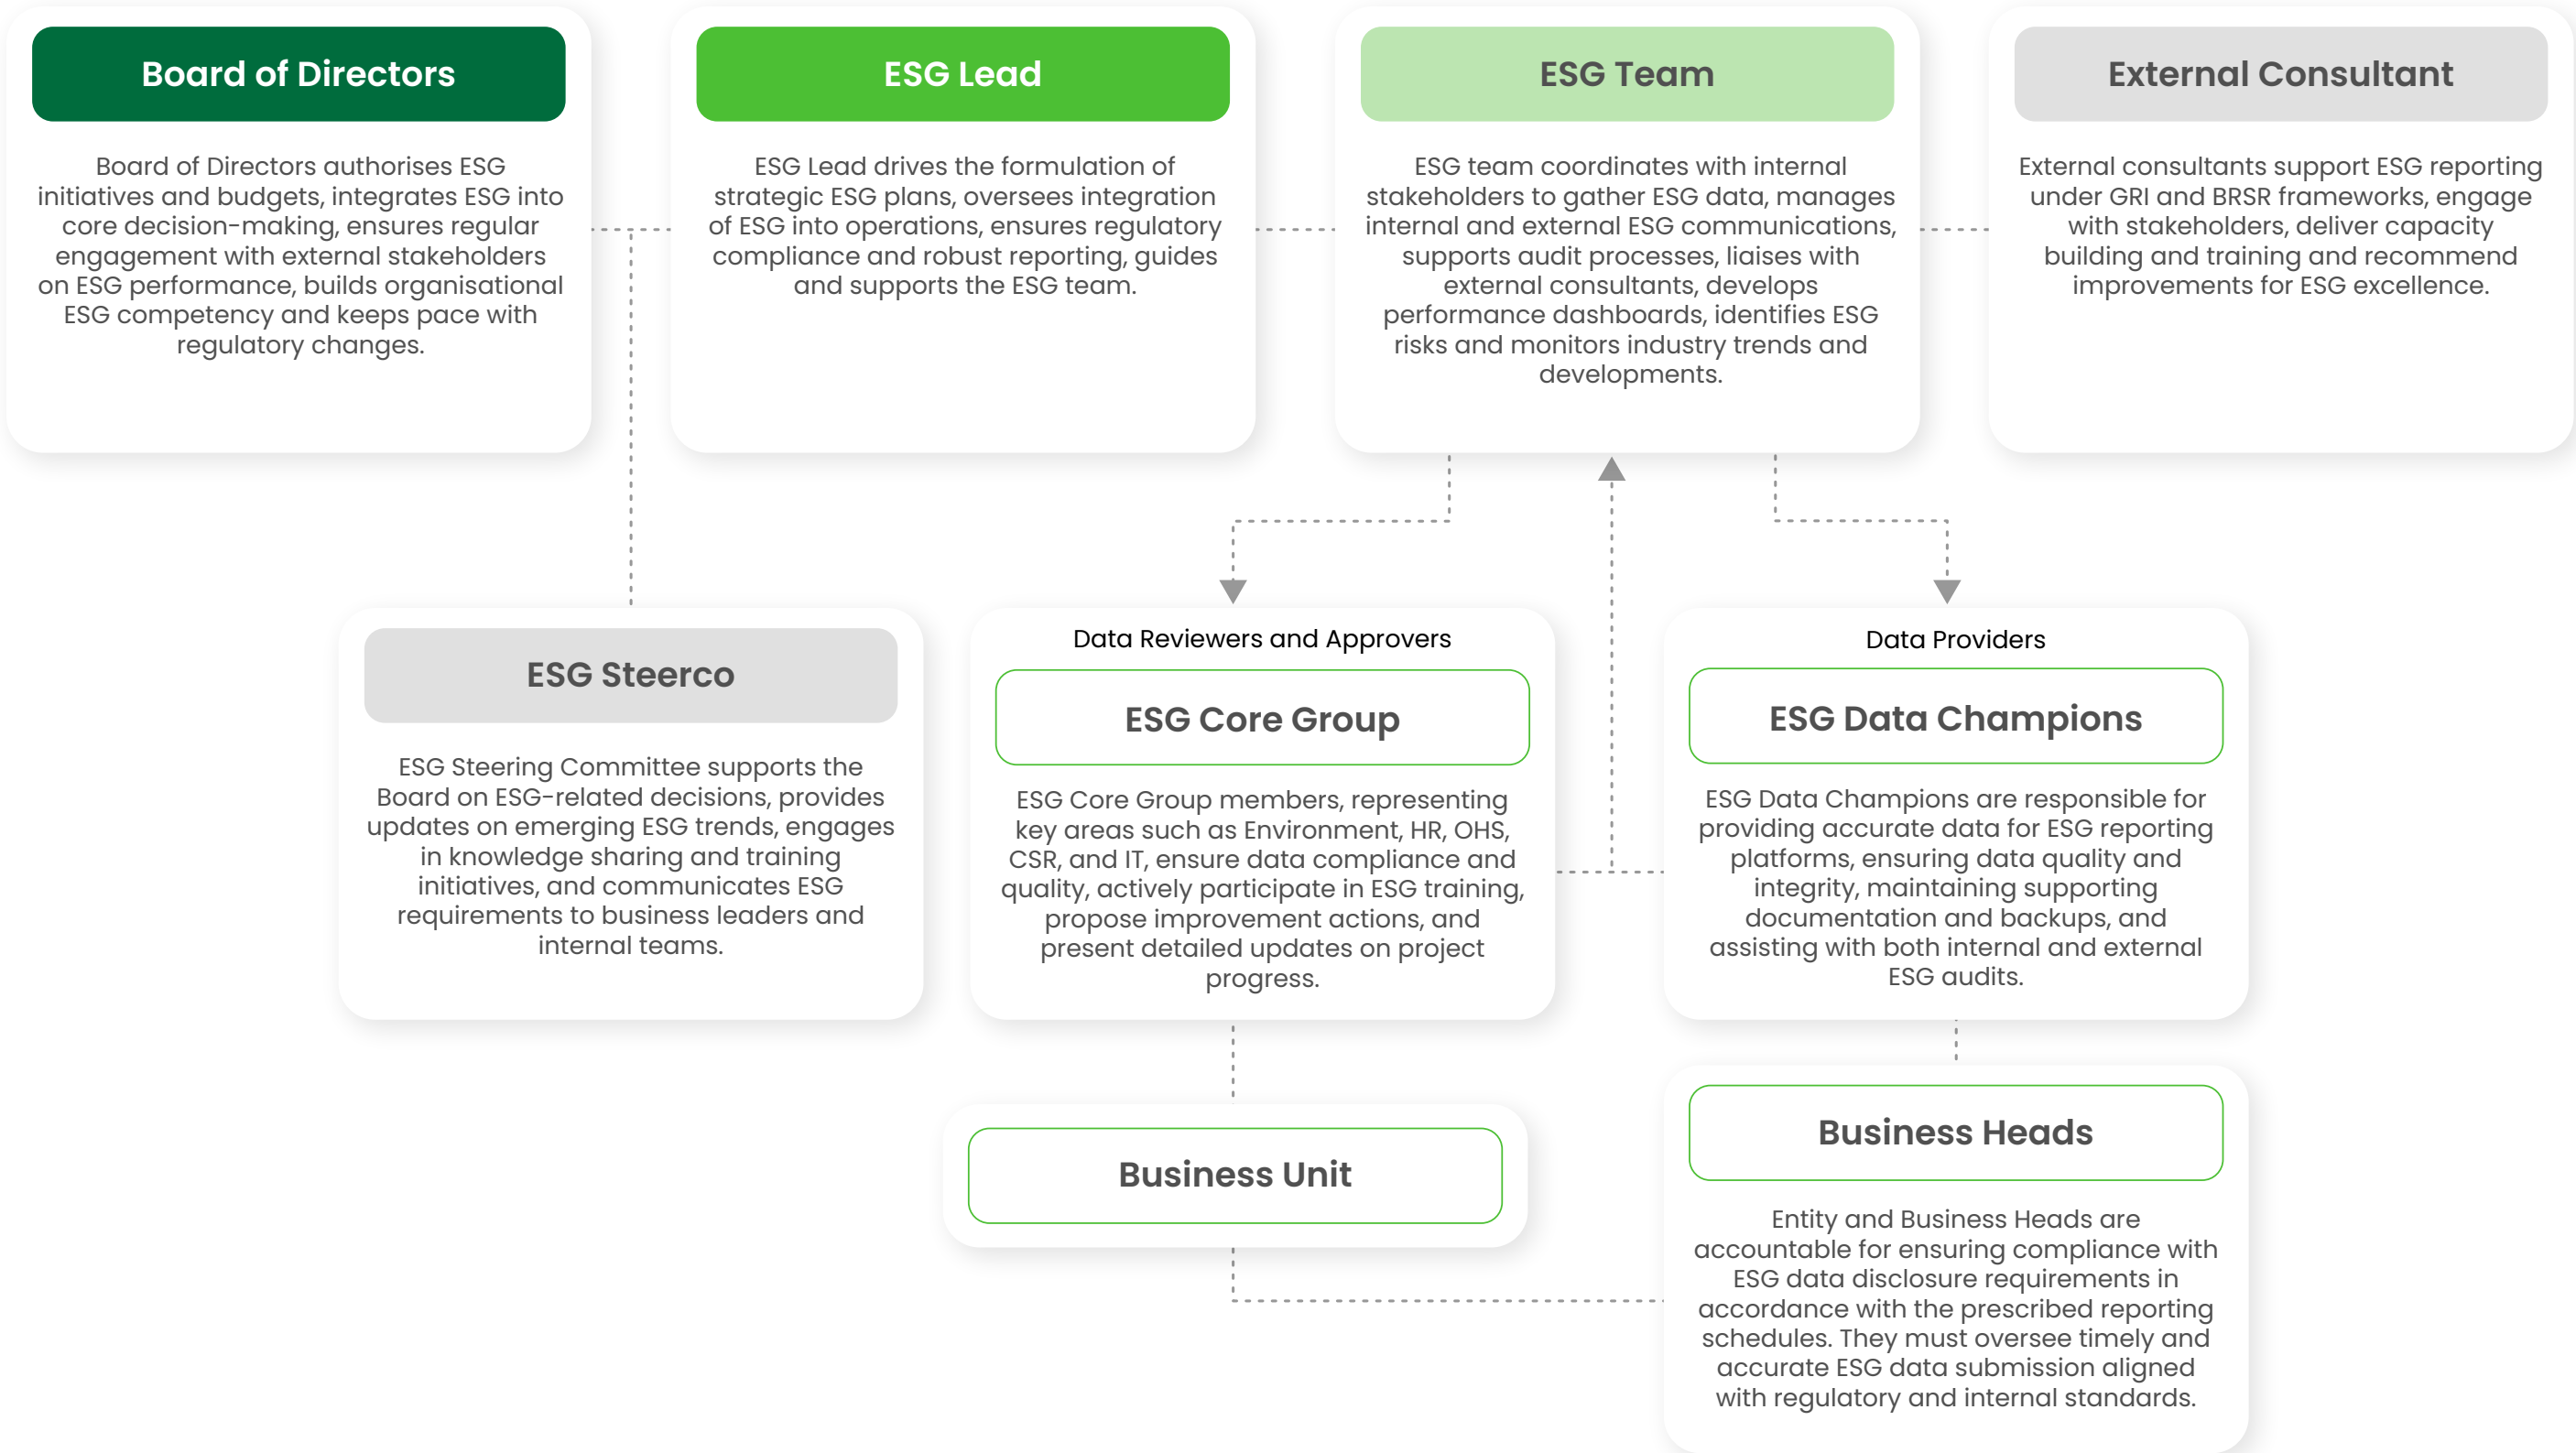 Board of Directors
Board of Directors authorises ESG
initiatives and budgets, integrates ESG into
core decision-making, ensures regular
engagement with external stakeholders
on ESG performance, builds organisational
ESG competency and keeps pace with
regulatory changes.
ESG Lead
ESG Lead drives the formulation of
strategic ESG plans, oversees integration
of ESG into operations, ensures regulatory
compliance and robust reporting, guides
and supports the ESG team.
ESG Team
ESG team coordinates with internal
stakeholders to gather ESG data, manages
internal and external ESG communications,
supports audit processes, liaises with
external consultants, develops
performance dashboards, identifies ESG
risks and monitors industry trends and
developments.
External Consultant
External consultants support ESG reporting
under GRI and BRSR frameworks, engage
with stakeholders, deliver capacity
building and training and recommend
improvements for ESG excellence.
ESG Steerco
ESG Steering Committee supports the
Board on ESG-related decisions, provides
updates on emerging ESG trends, engages
in knowledge sharing and training
initiatives, and communicates ESG
requirements to business leaders and
internal teams.
Data Reviewers and Approvers
ESG Core Group
ESG Core Group members, representing
key areas such as Environment, HR, OHS,
CSR, and IT, ensure data compliance and
quality, actively participate in ESG training,
propose improvement actions, and
present detailed updates on project
progress.
Data Providers
ESG Data Champions
ESG Data Champions are responsible for
providing accurate data for ESG reporting
platforms, ensuring data quality and
integrity, maintaining supporting
documentation and backups, and
assisting with both internal and external
ESG audits.
Business Unit
Business Heads
Entity and Business Heads are
accountable for ensuring compliance with
ESG data disclosure requirements in
accordance with the prescribed reporting
schedules. They must oversee timely and
accurate ESG data submission aligned
with regulatory and internal standards.